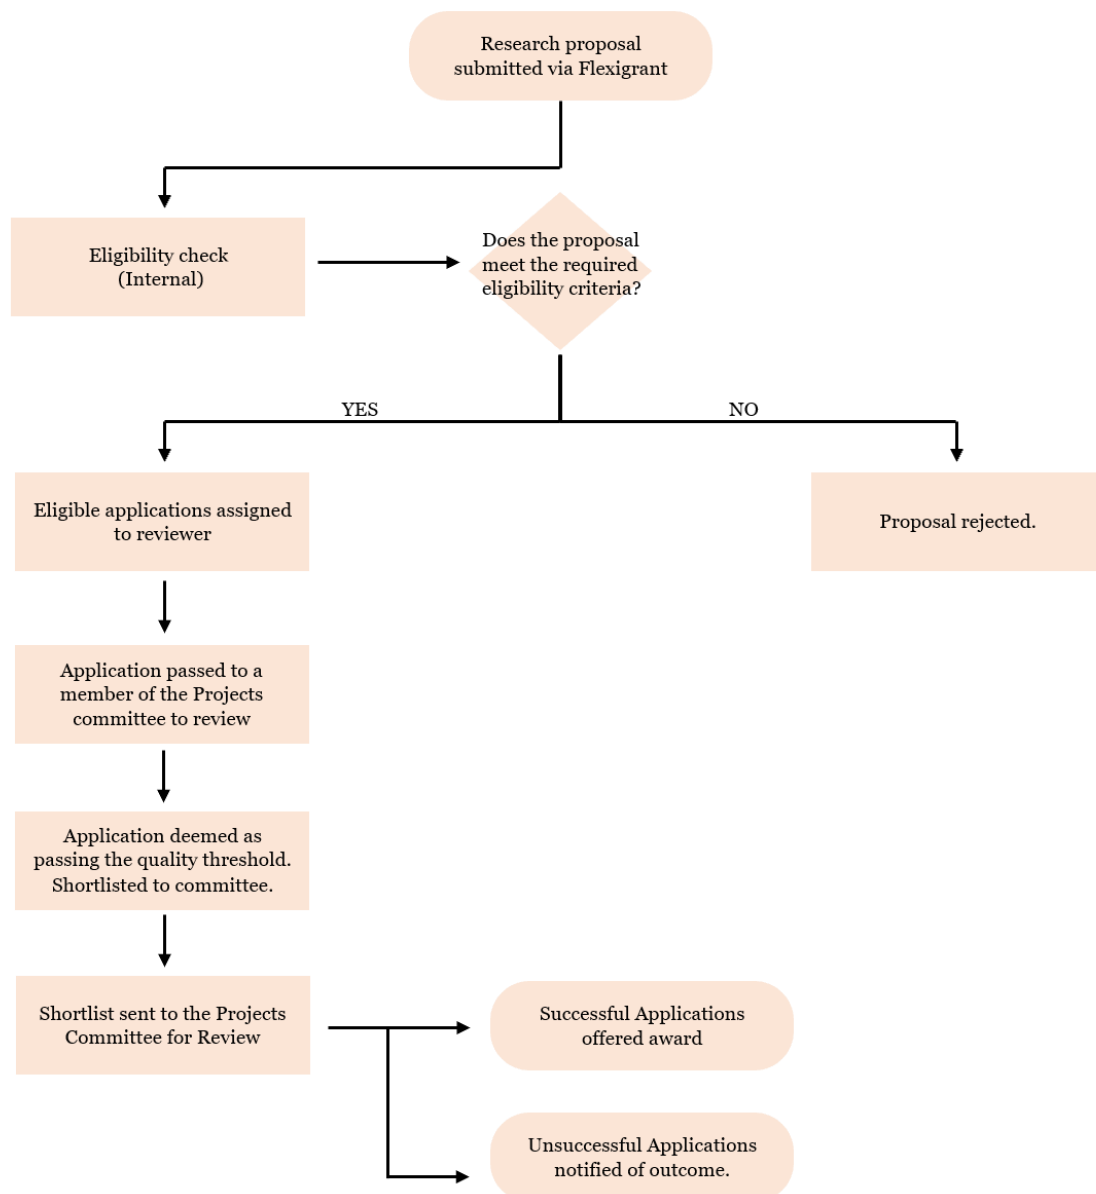 Research proposal
submitted via Flexigrant
Eligibility check
(Internal)
Does the proposal
meet the required
eligibility criteria?
YES
NO
Eligible applications assigned
to reviewer
Proposal rejected.
Application passed to a
member of the Projects
committee to review
Application deemed as
passing the quality threshold.
Shortlisted to committee.
Shortlist sent to the Projects
Committee for Review
Successful Applications
offered award
Unsuccessful Applications
notified of outcome.